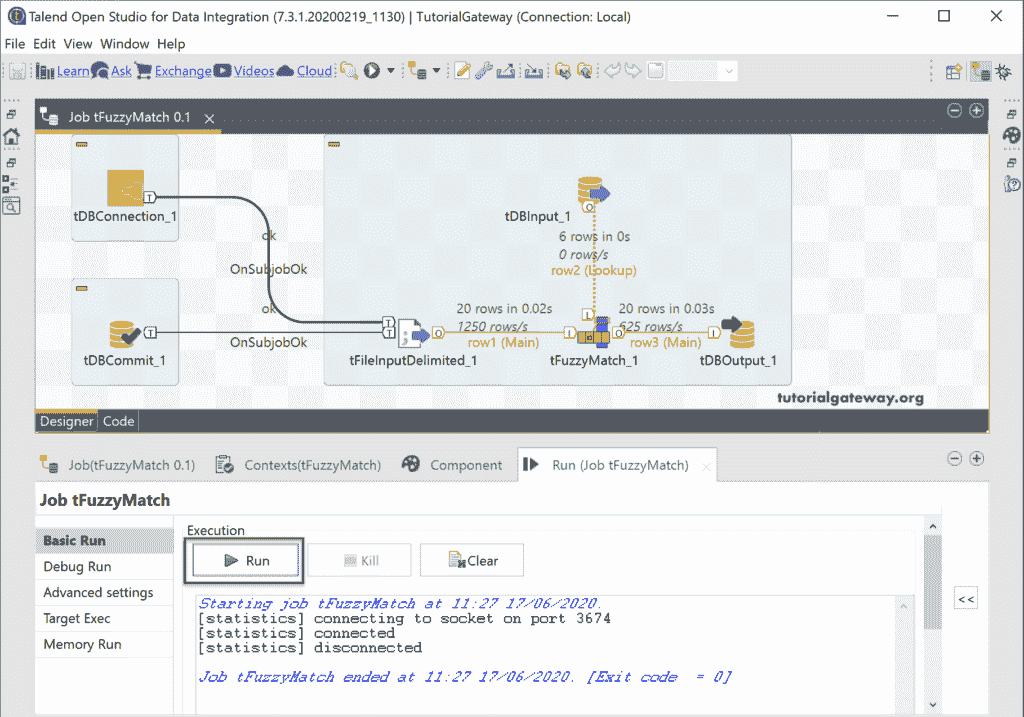 Talend Open Studio for Data Integration (7.3.1.20200219_1130) | TutorialGateway (Connection: Local)
File Edit View Window Help
Learn Ask Exchange Videos Cloud
Job tFuzzyMatch 0.1
T
tDBConnection_1
ok
OnSubjobOk
ok
T
tDBCommit_1
OnSubjobOk
tDBInput_1
O
6 rows in 0s
0 rows/s
row2 (Lookup)
20 rows in 0.02s
1250 rows/s
row1 (Main)
20 rows in 0.03s
625 rows/s
row3 (Main)
T
I
O
I
I
O
I
tFileInputDelimited_1
tFuzzyMatch_1
tDBOutput_1
tutorialgateway.org
Designer Code
Job(tFuzzyMatch 0.1) Contexts(tFuzzyMatch) Component Run (Job tFuzzyMatch)
Job tFuzzyMatch
Basic Run
Debug Run
Advanced settings
Target Exec
Memory Run
Execution
Run Kill Clear
<<
Starting job tFuzzyMatch at 11:27 17/06/2020.
[statistics] connecting to socket on port 3674
[statistics] connected
[statistics] disconnected
Job tFuzzyMatch ended at 11:27 17/06/2020. [Exit code = 0]